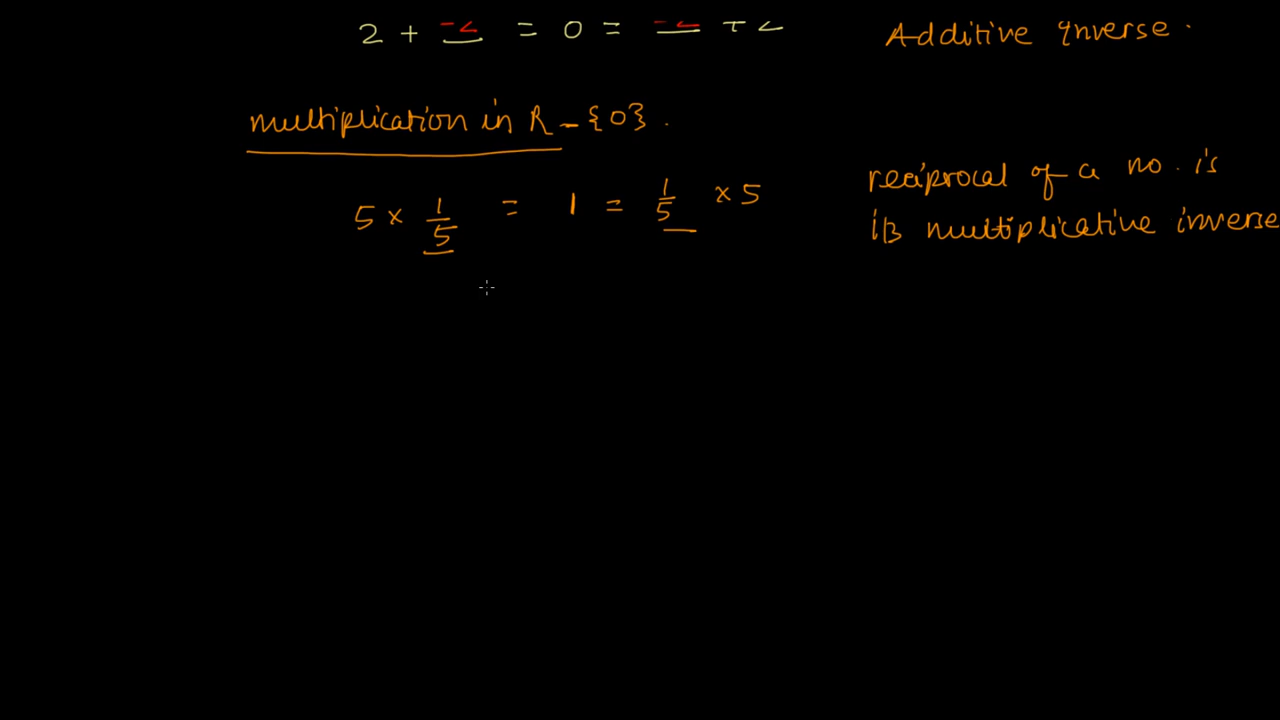 2 + -2 = 0 = -2 + 2 Additive Inverse.
multiplication in R - {0}.
5 × 1/5 = 1 = 1/5 × 5
reciprocal of a no. is
its multiplicative inverse